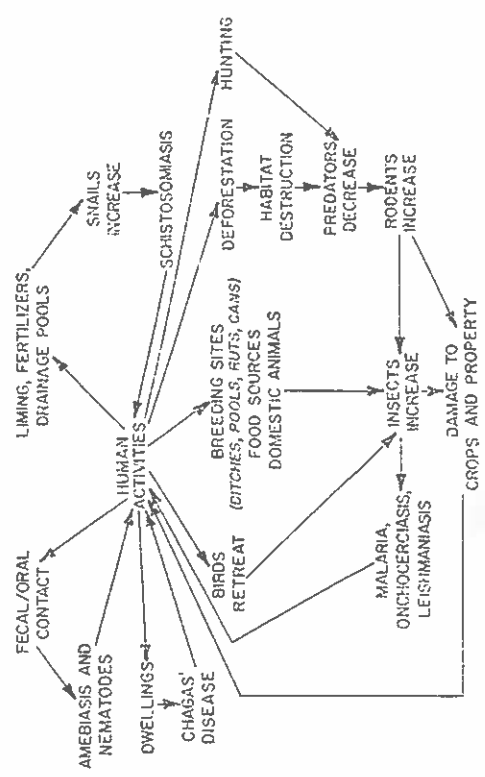 FECAL/ORAL
CONTACT
AMEBIASIS AND
NEMATODES
DWELLINGS
CHAGAS'
DISEASE
HUMAN
ACTIVITIES
LIMING, FERTILIZERS,
DRAINAGE POOLS
SNAILS
INCREASE
SCHISTOSOMIASIS
BIRDS
RETREAT
BREEDING SITES
(DITCHES, POOLS, RUTS, CANS)
FOOD SOURCES
DOMESTIC ANIMALS
DEFORESTATION
HUNTING
HABITAT
DESTRUCTION
PREDATORS
DECREASE
RODENTS
INCREASE
INSECTS
INCREASE
MALARIA,
ONCHOCERCIASIS,
LEISHMANIASIS
DAMAGE TO
CROPS AND PROPERTY